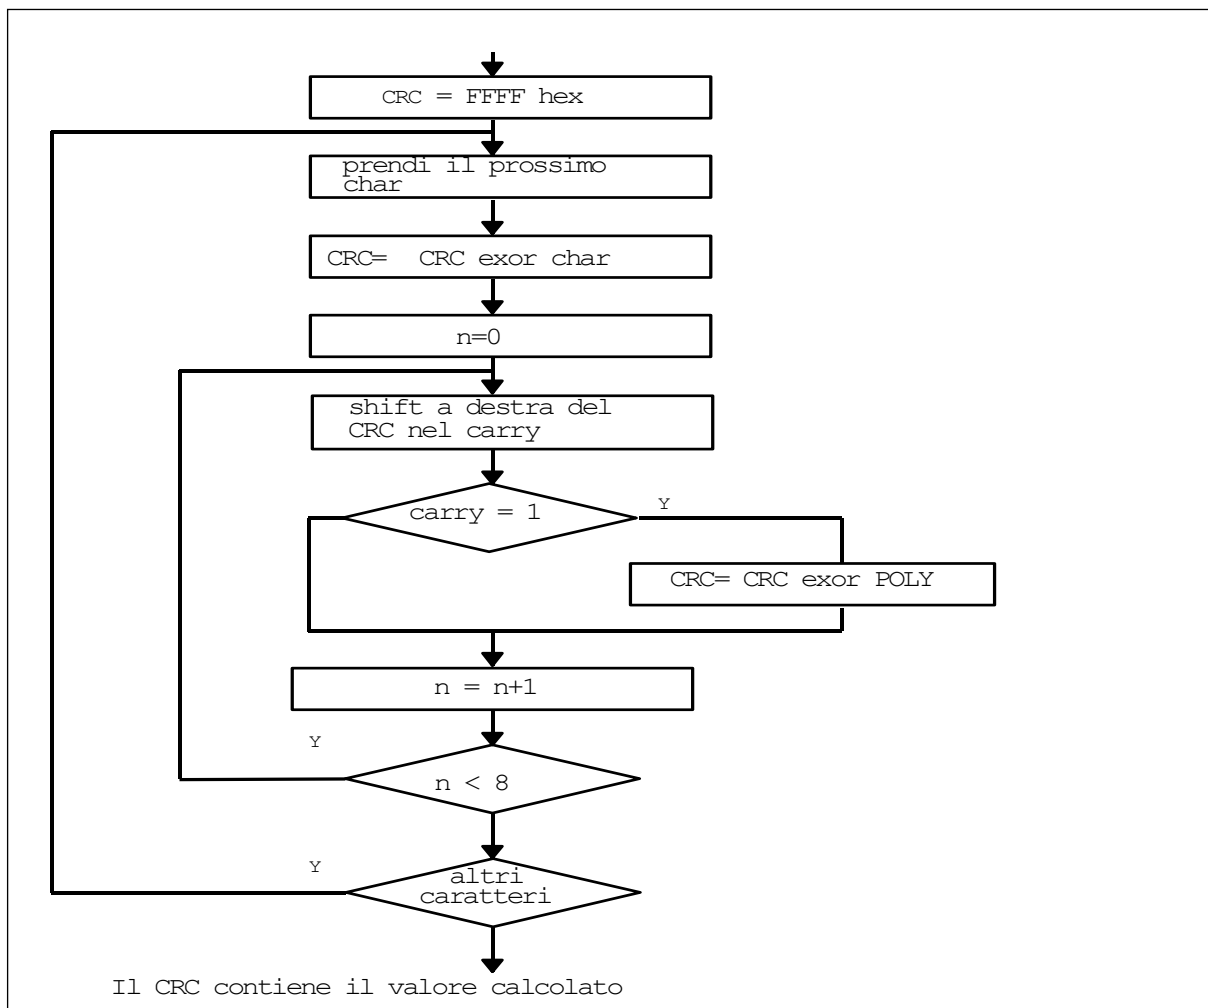 CRC = FFFF hex
prendi il prossimo
char
CRC= CRC exor char
n=0
shift a destra del
CRC nel carry
carry = 1
Y
CRC= CRC exor POLY
n = n+1
Y
n < 8
Y
altri
caratteri
Il CRC contiene il valore calcolato